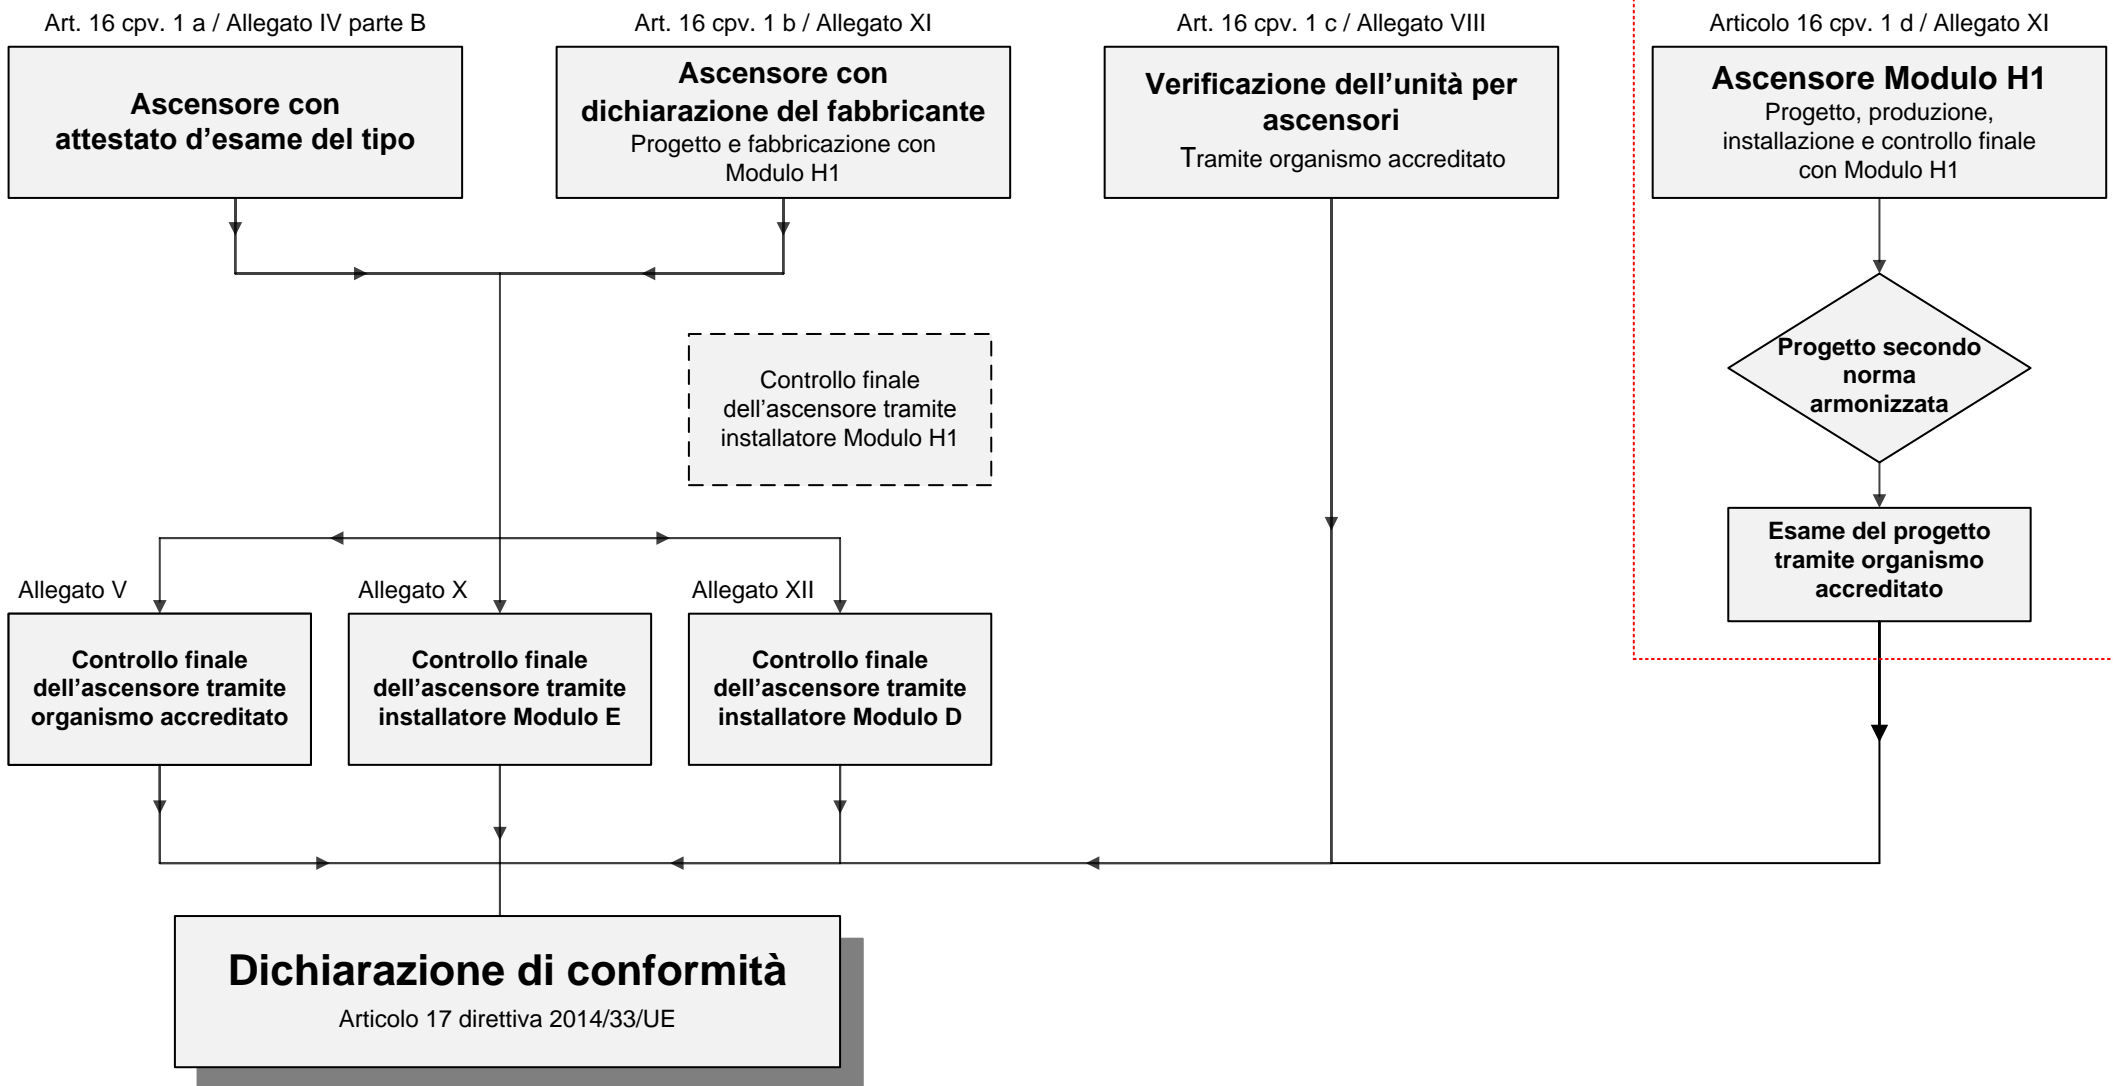 Art. 16 cpv. 1 a / Allegato IV parte B
Ascensore con
attestato d’esame del tipo
Art. 16 cpv. 1 b / Allegato XI
Ascensore con
dichiarazione del fabbricante
Progetto e fabbricazione con
Modulo H1
Art. 16 cpv. 1 c / Allegato VIII
Verificazione dell’unità per
ascensori
Tramite organismo accreditato
Articolo 16 cpv. 1 d / Allegato XI
Ascensore Modulo H1
Progetto, produzione,
installazione e controllo finale
con Modulo H1
Controllo finale
dell’ascensore tramite
installatore Modulo H1
Progetto secondo
norma
armonizzata
Esame del progetto
tramite organismo
accreditato
Allegato V
Controllo finale
dell’ascensore tramite
organismo accreditato
Allegato X
Controllo finale
dell’ascensore tramite
installatore Modulo E
Allegato XII
Controllo finale
dell’ascensore tramite
installatore Modulo D
Dichiarazione di conformità
Articolo 17 direttiva 2014/33/UE